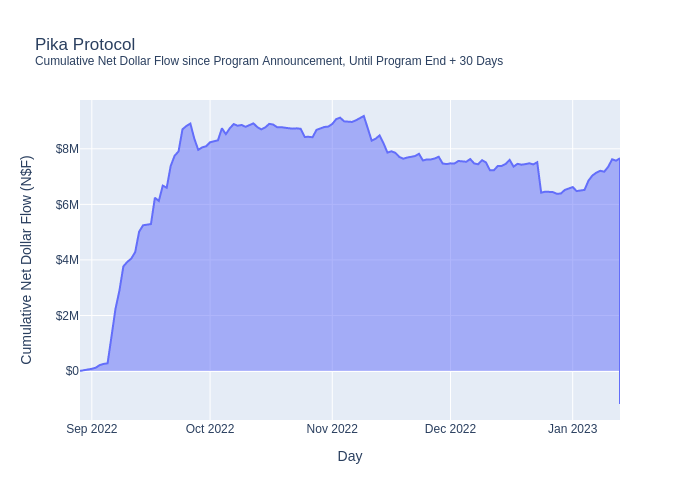 Pika Protocol
Cumulative Net Dollar Flow since Program Announcement, Until Program End + 30 Days
Cumulative Net Dollar Flow (N$F)
$8M
$6M
$4M
$2M
$0
Sep 2022
Oct 2022
Nov 2022
Dec 2022
Jan 2023
Day